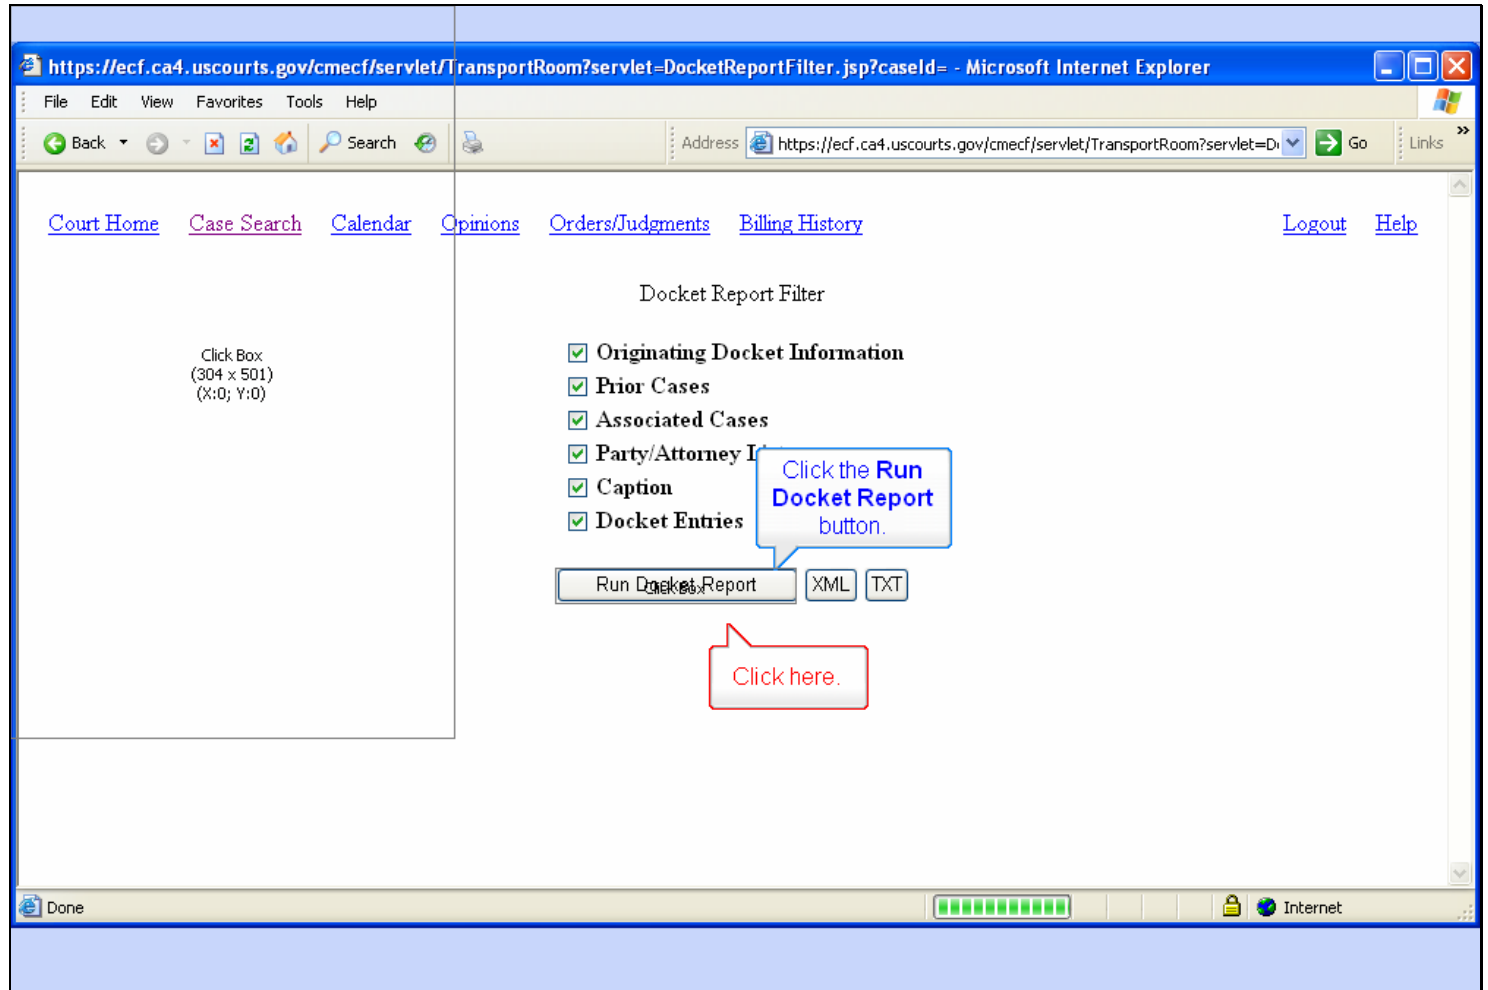 https://ecf.ca4.uscourts.gov/cmecf/servlet/TransportRoom?servlet=DocketReportFilter.jsp?caseId= - Microsoft Internet Explorer
File Edit View Favorites Tools Help
Back Search Address https://ecf.ca4.uscourts.gov/cmecf/servlet/TransportRoom?servlet=D Go Links »
Court Home Case Search Calendar Opinions Orders/Judgments Billing History Logout Help
Docket Report Filter
Click Box
(304 x 501)
(X:0; Y:0)
Originating Docket Information
Prior Cases
Associated Cases
Party/Attorney
Caption
Docket Entries
Click the Run
Docket Report
button.
Run Docket Report XML TXT
Click Box
Click here.
Done Internet